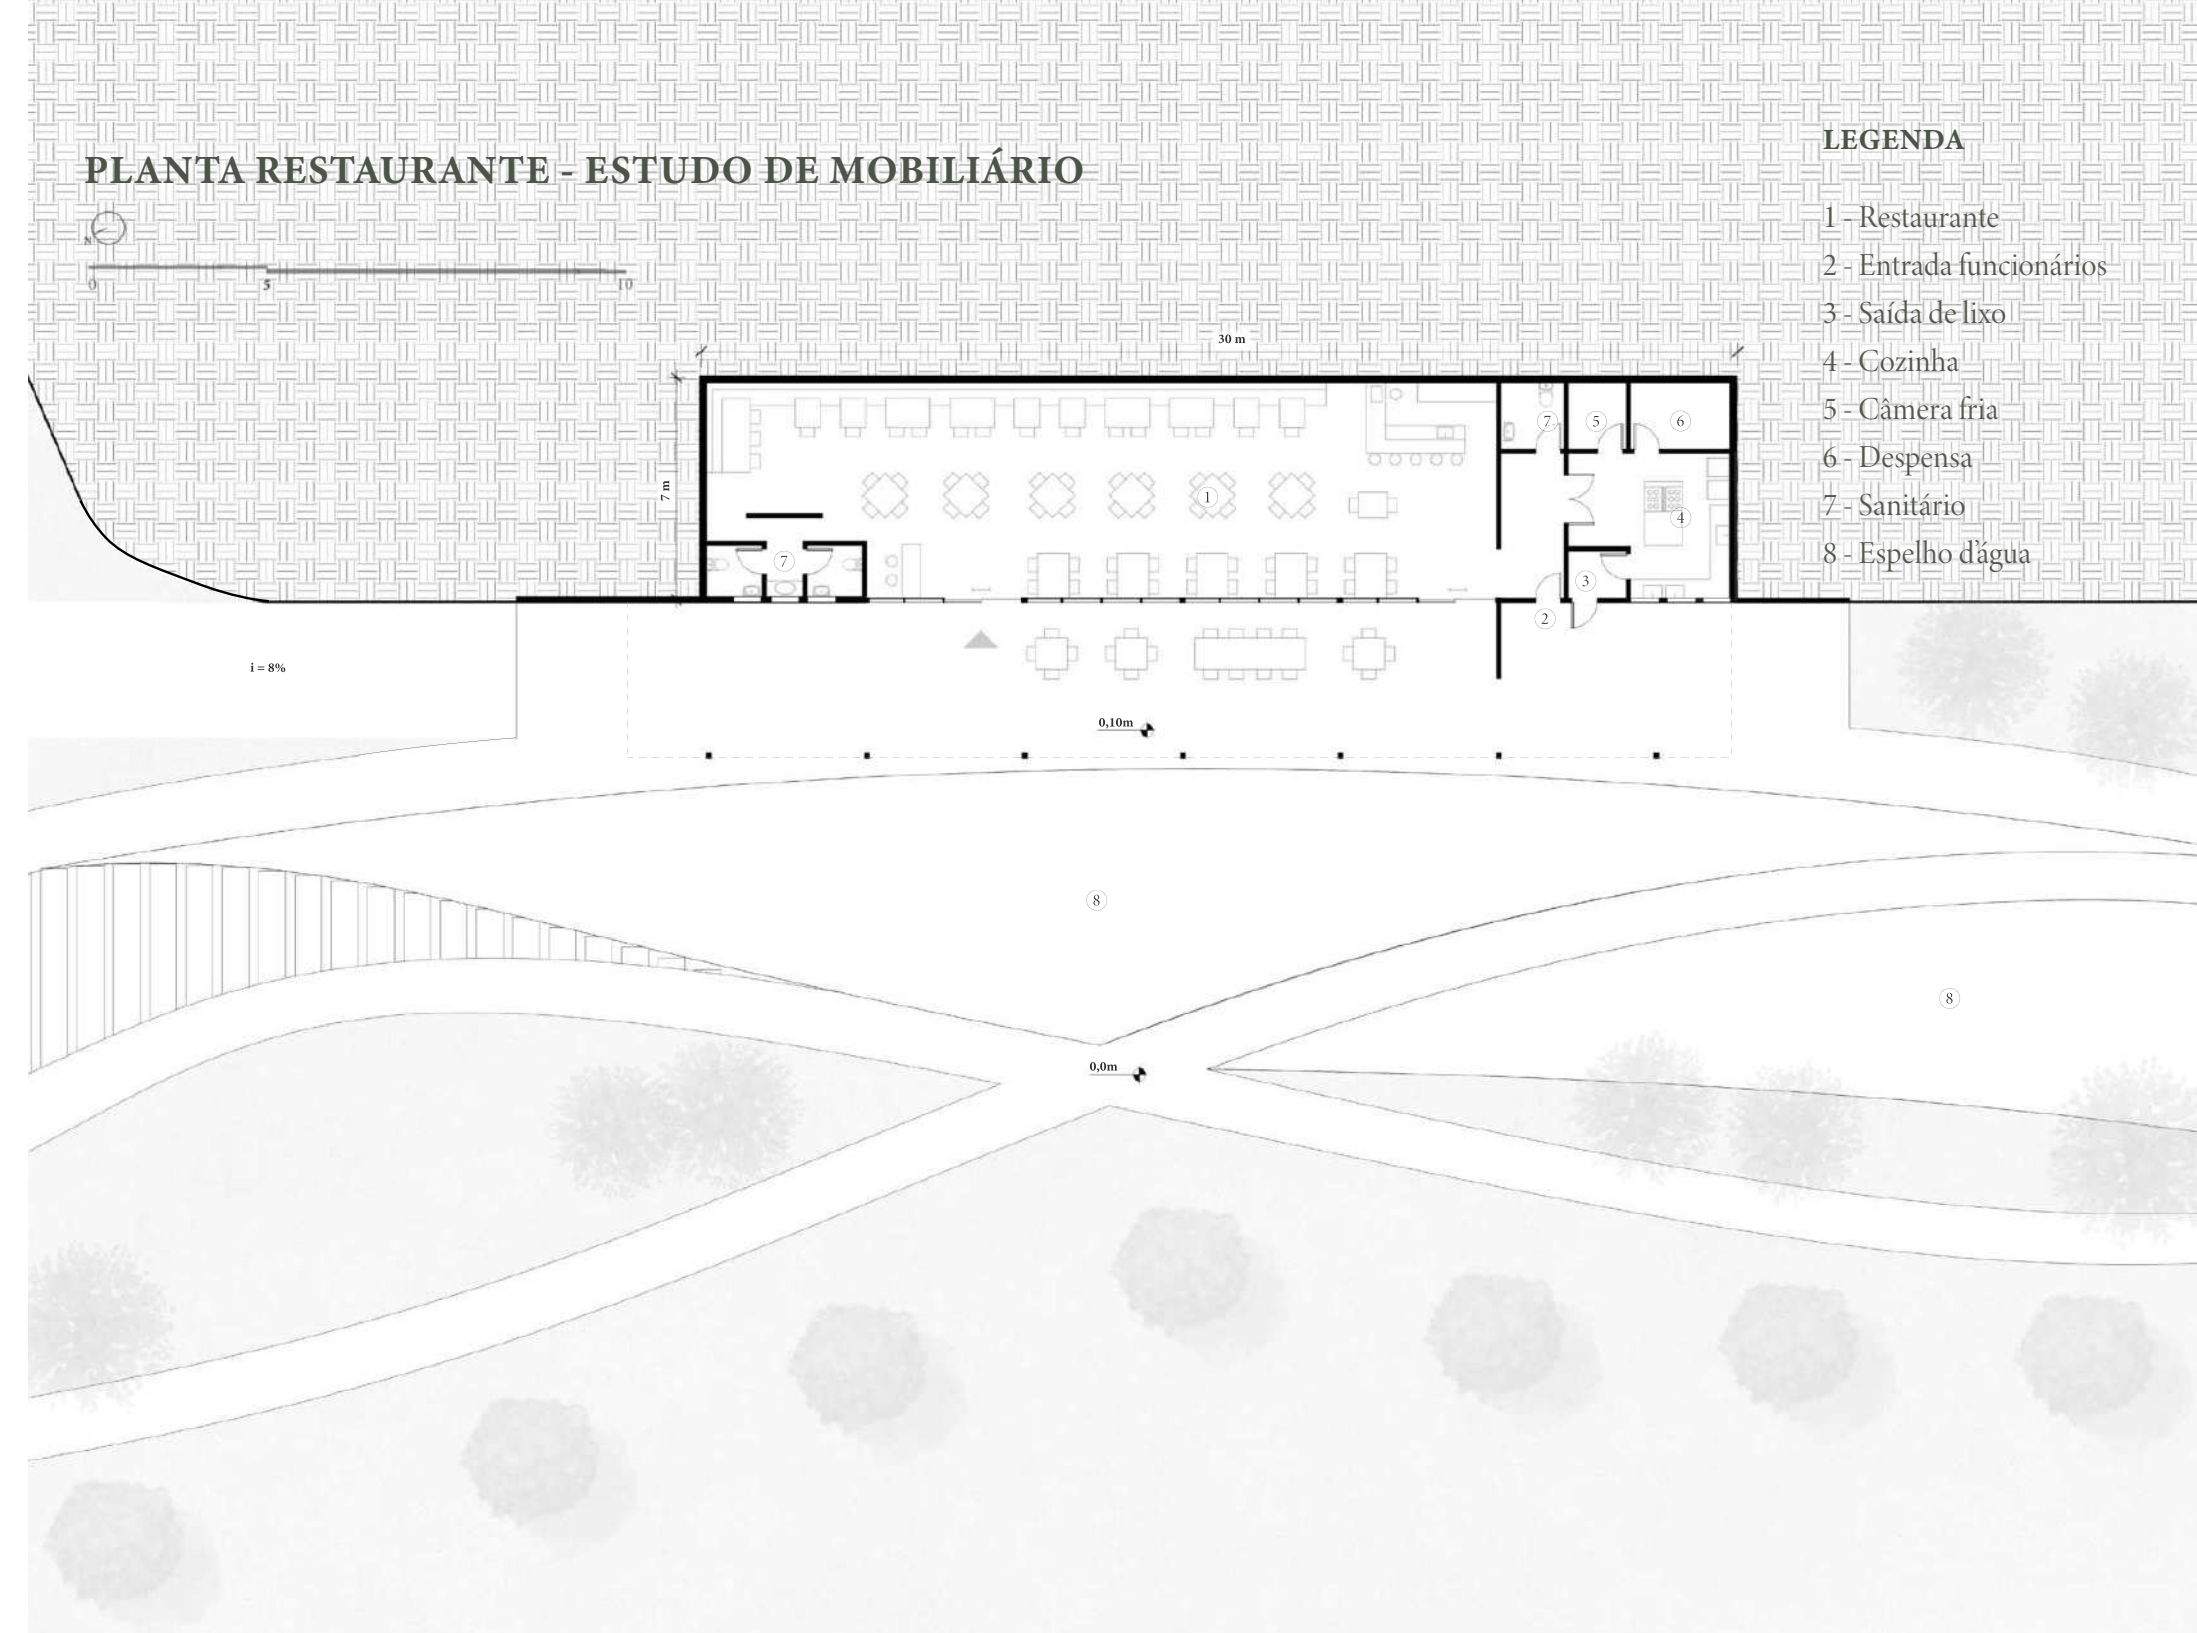 PLANTA RESTAURANTE - ESTUDO DE MOBILIÁRIO
N
0 5 10
LEGENDA
1 - Restaurante
2 - Entrada funcionários
3 - Saída de lixo
4 - Cozinha
5 - Câmera fria
6 - Despensa
7 - Sanitário
8 - Espelho d'água
30 m
7 m
7
5
6
1
4
7
3
2
i = 8%
0,10m
8
8
0,0m